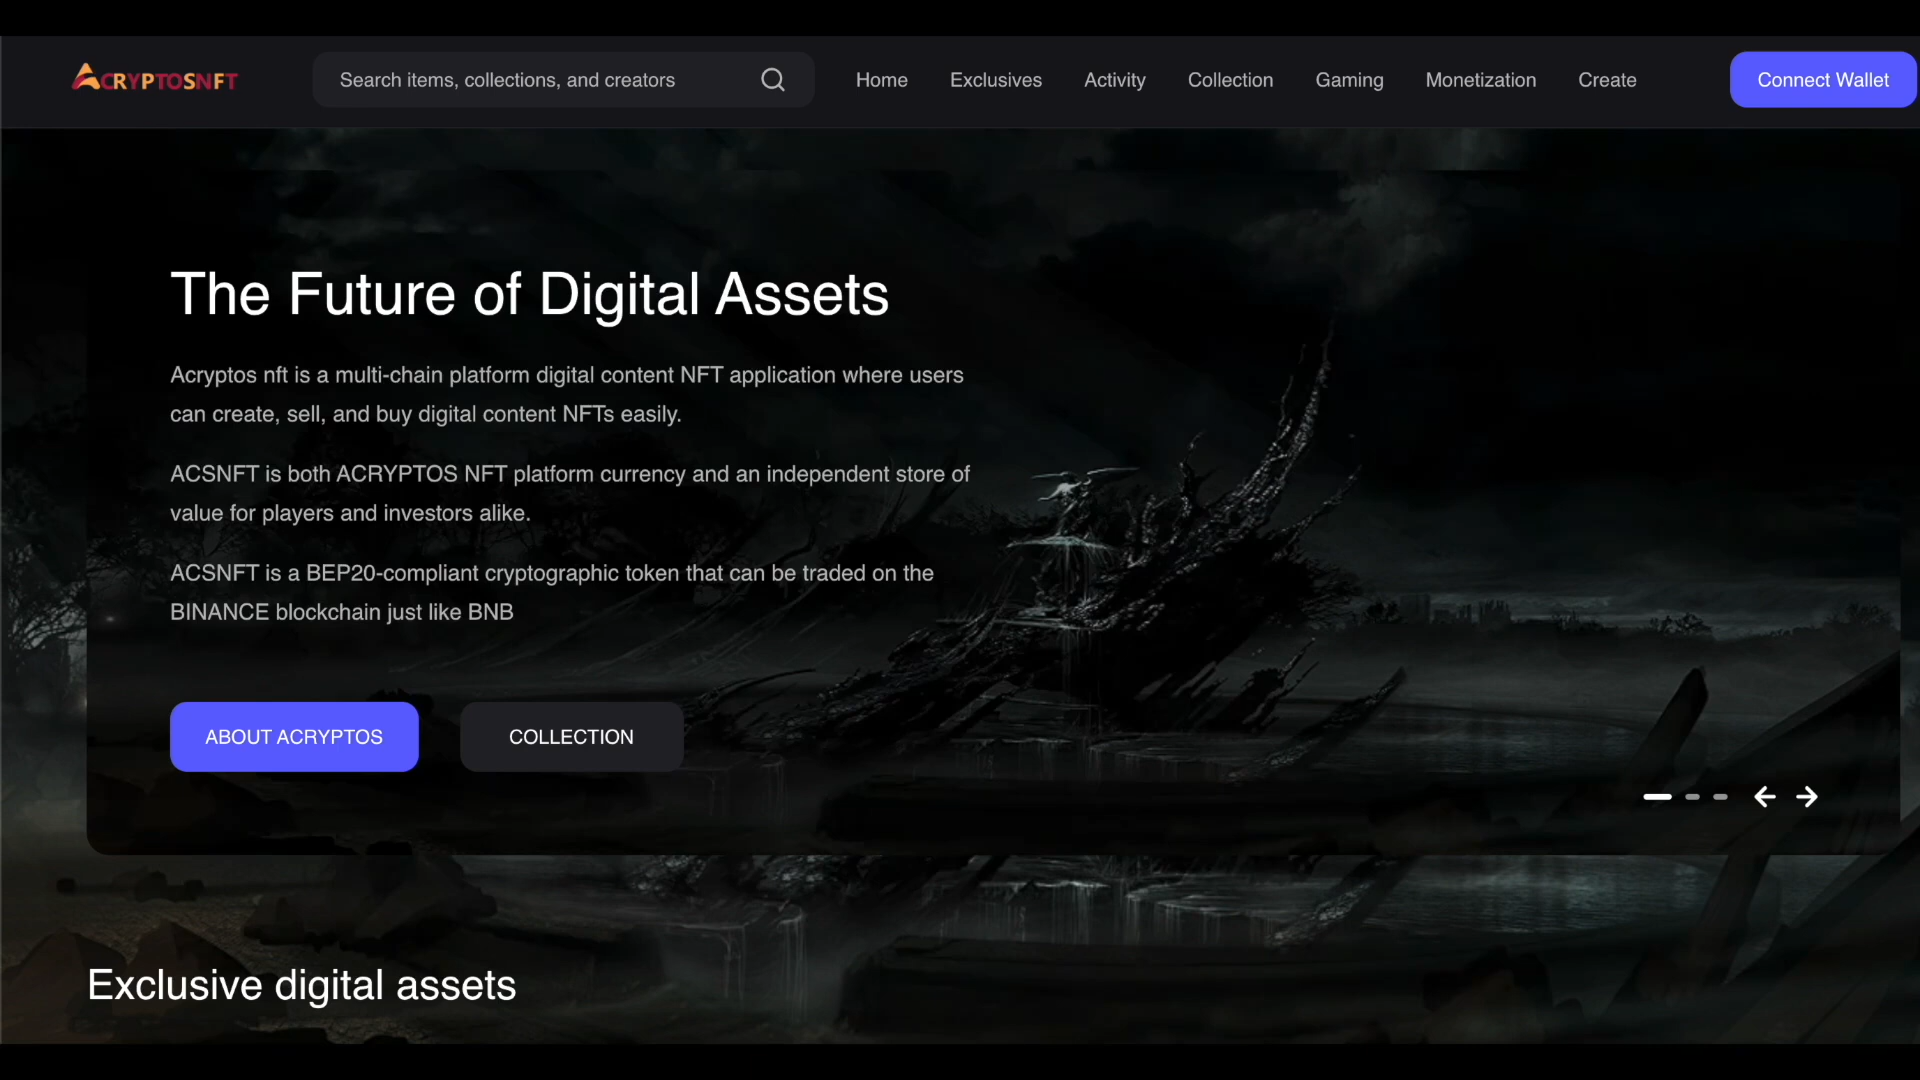 ACRYPTOSNFT
Search items, collections, and creators
Home
Exclusives
Activity
Collection
Gaming
Monetization
Create
Connect Wallet
The Future of Digital Assets
Acryptos nft is a multi-chain platform digital content NFT application where users
can create, sell, and buy digital content NFTs easily.
ACSNFT is both ACRYPTOS NFT platform currency and an independent store of
value for players and investors alike.
ACSNFT is a BEP20-compliant cryptographic token that can be traded on the
BINANCE blockchain just like BNB
ABOUT ACRYPTOS
COLLECTION
Exclusive digital assets